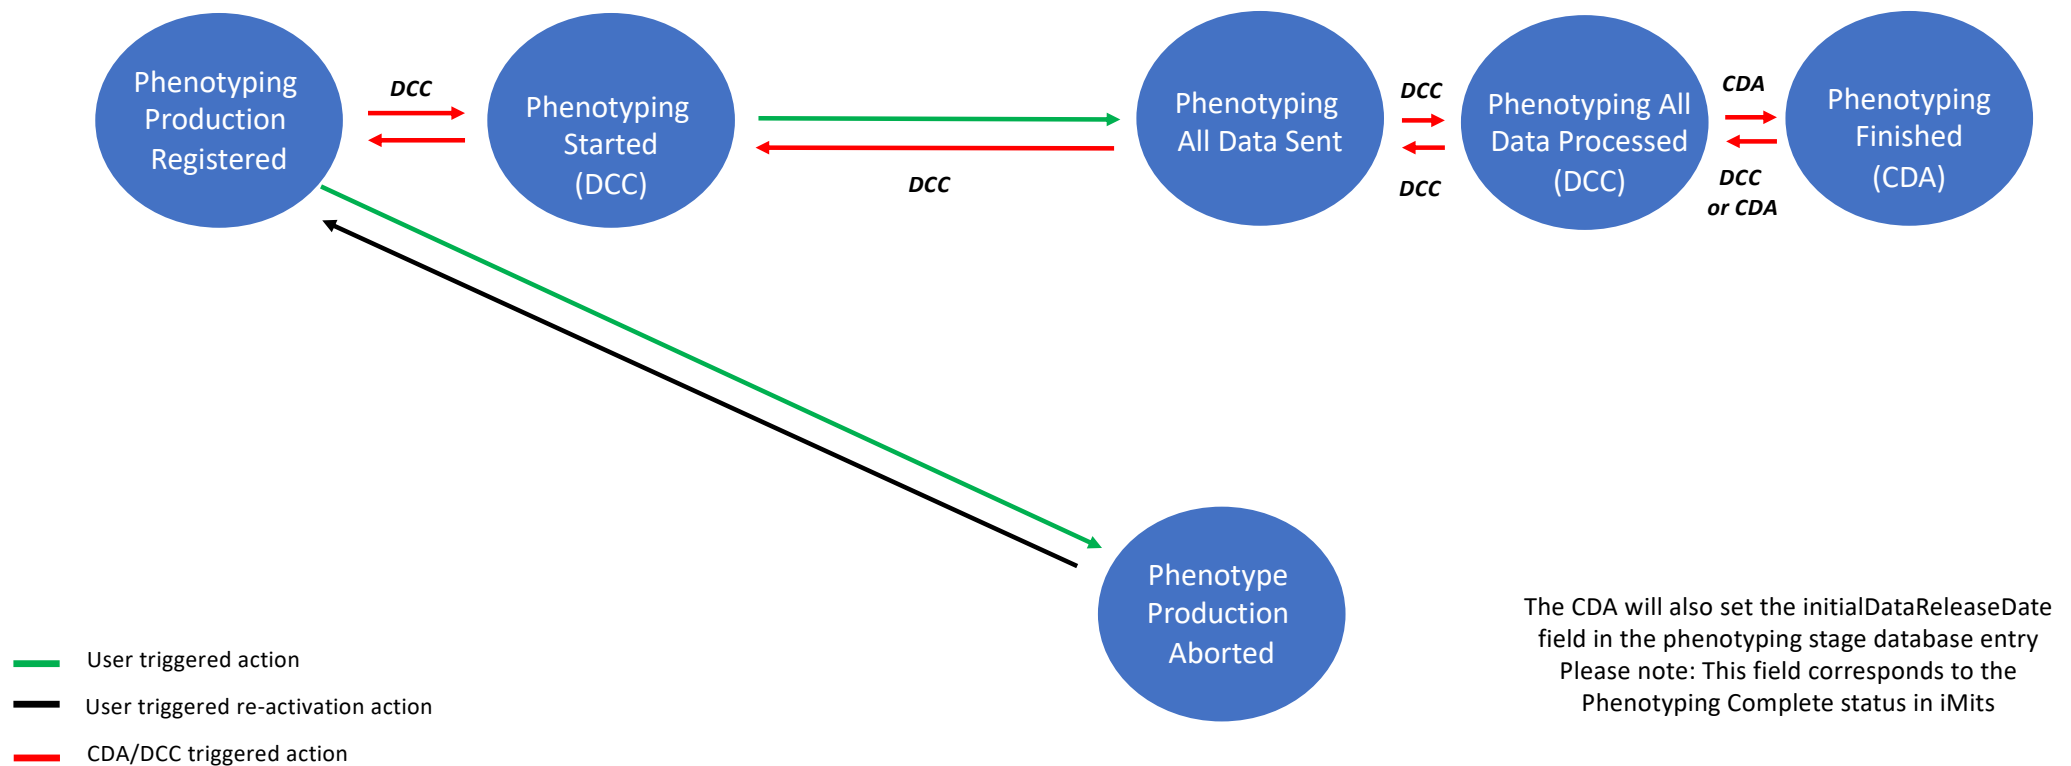 Phenotyping
Production
Registered
DCC
Phenotyping
Started
(DCC)
DCC
Phenotyping
All Data Sent
DCC
DCC
Phenotyping All
Data Processed
(DCC)
CDA
DCC
or CDA
Phenotyping
Finished
(CDA)
Phenotype
Production
Aborted
User triggered action
User triggered re-activation action
CDA/DCC triggered action
The CDA will also set the initialDataReleaseDate
field in the phenotyping stage database entry
Please note: This field corresponds to the
Phenotyping Complete status in iMits